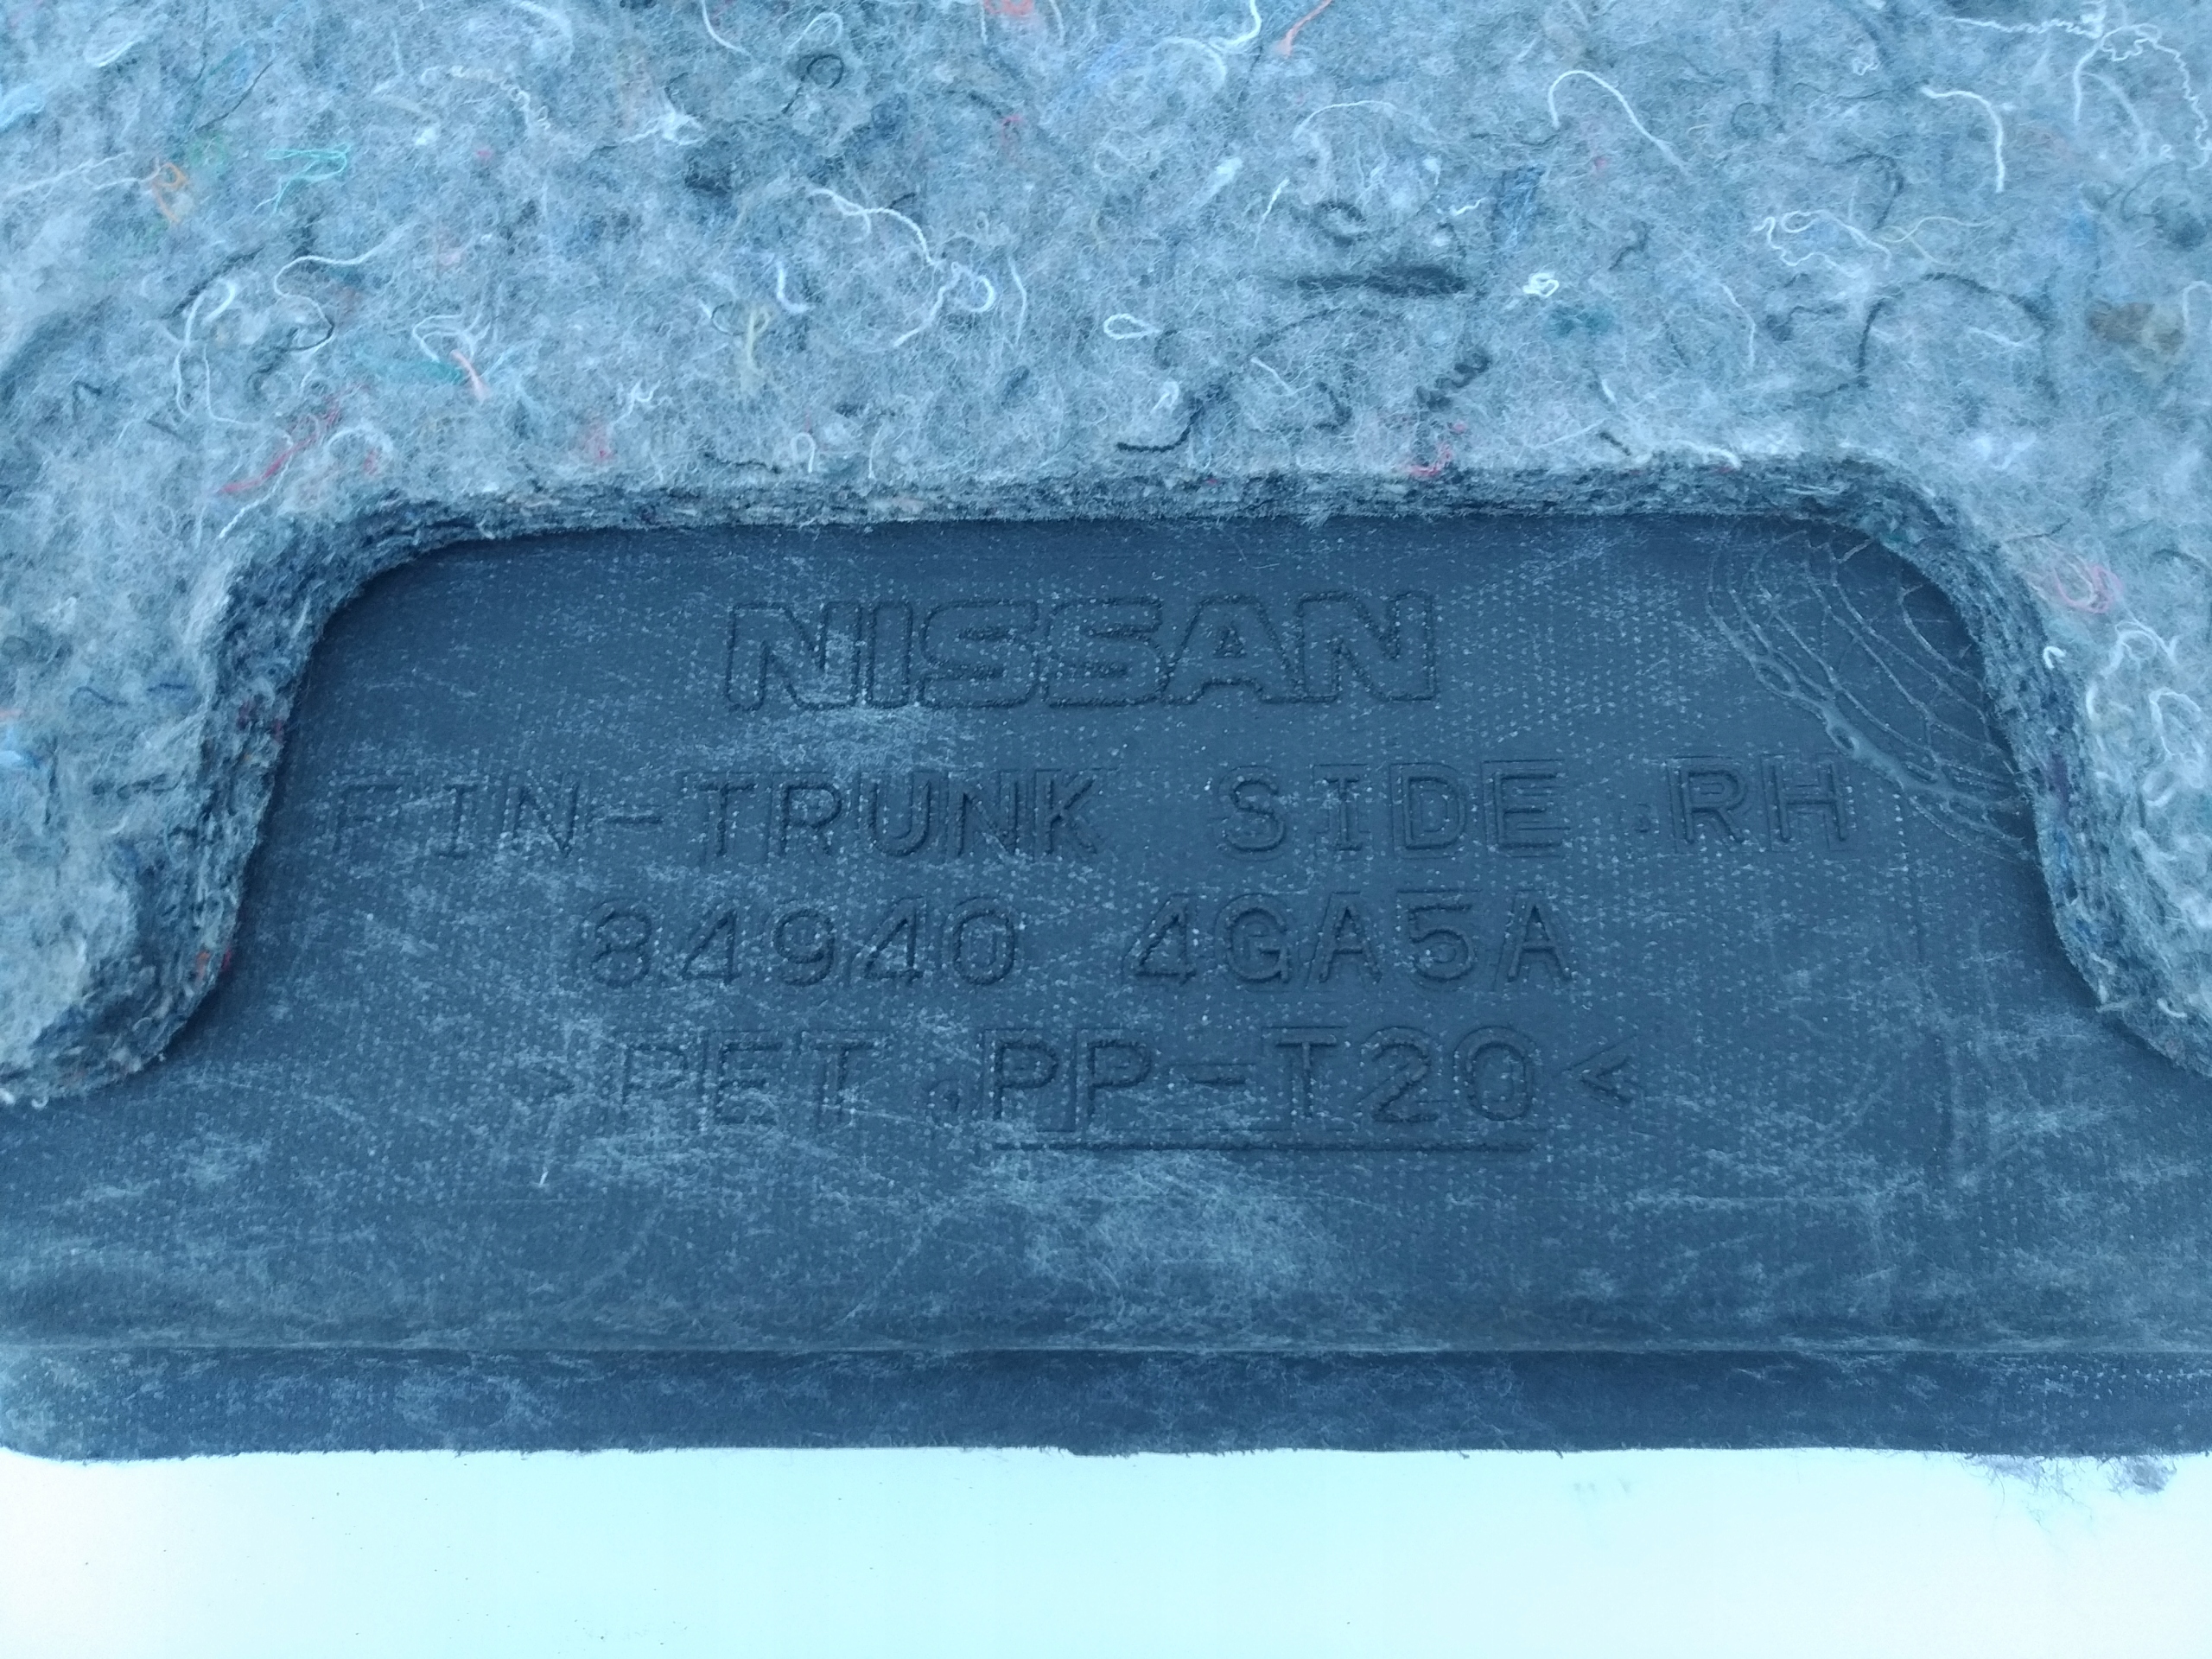 NISSAN
FIN-TRUNK SIDE ,RH
84940 4GA5A
>PET,PP-T20<